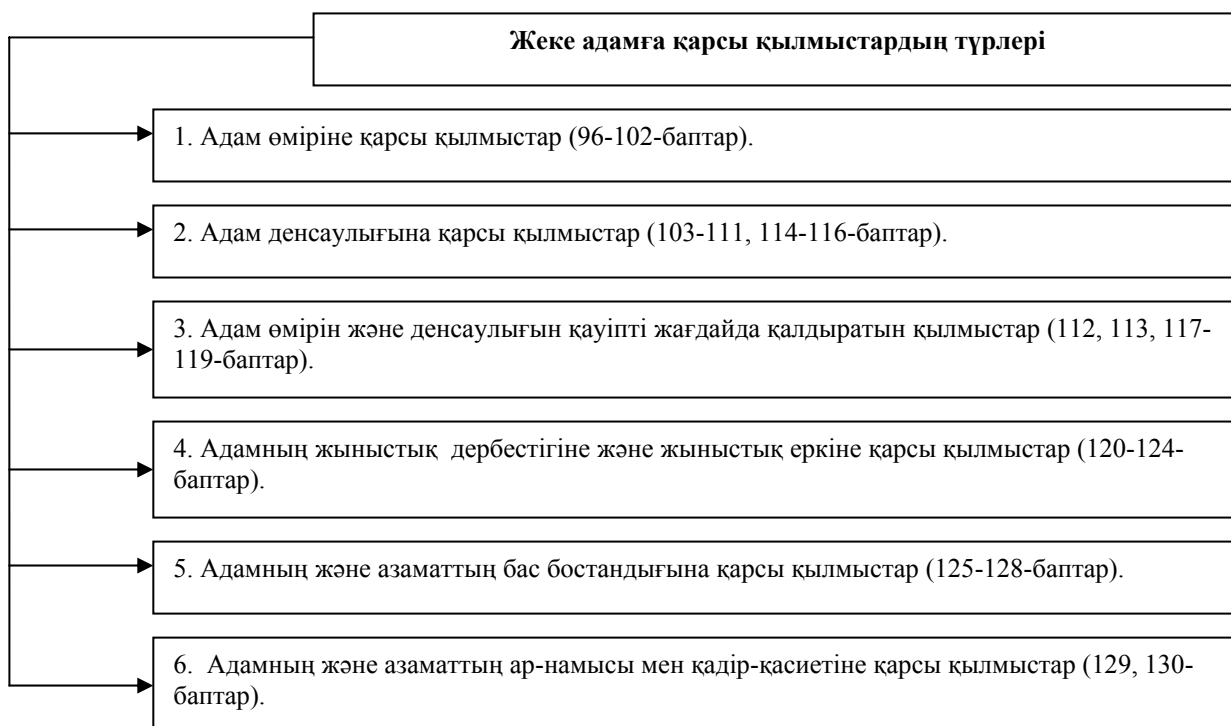 Жеке адамға қарсы қылмыстардың түрлері
1. Адам өміріне қарсы қылмыстар (96-102-баптар).
2. Адам денсаулығына қарсы қылмыстар (103-111, 114-116-баптар).
3. Адам өмірін және денсаулығын қауіпті жағдайда қалдыратын қылмыстар (112, 113, 117-
119-баптар).
4. Адамның жыныстық дербестігіне және жыныстық еркіне қарсы қылмыстар (120-124-
баптар).
5. Адамның және азаматтың бас бостандығына қарсы қылмыстар (125-128-баптар).
6. Адамның және азаматтың ар-намысы мен қадір-қасиетіне қарсы қылмыстар (129, 130-
баптар).